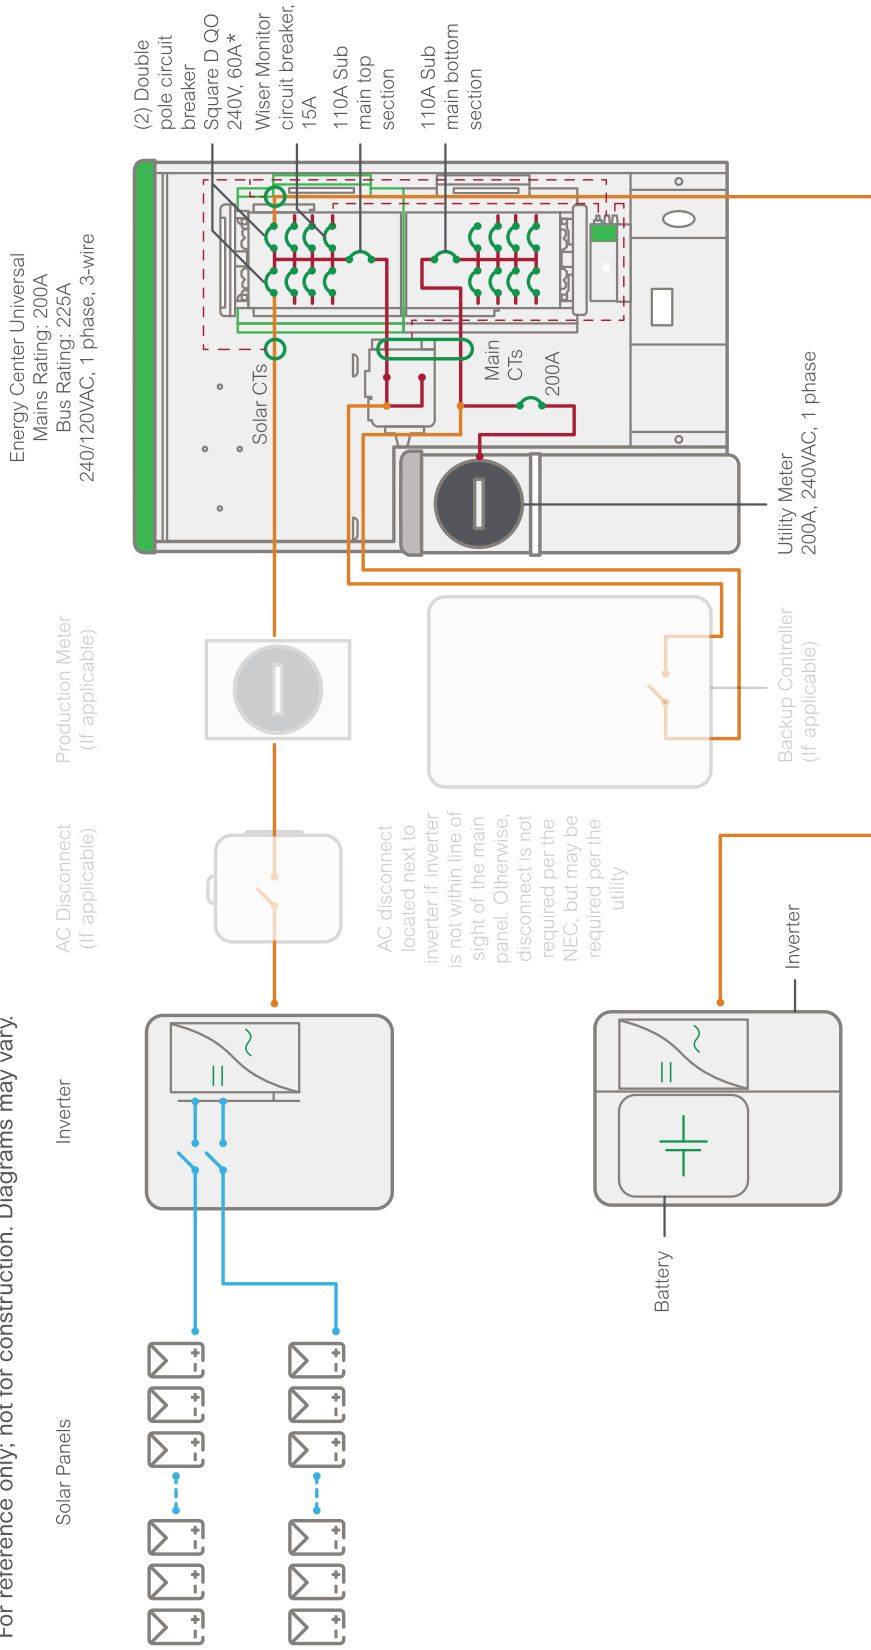 For reference only; not for construction. Diagrams may vary.
Solar Panels
Inverter
AC Disconnect
(If applicable)
Production Meter
(If applicable)
Energy Center Universal
Mains Rating: 200A
Bus Rating: 225A
240/120VAC, 1 phase, 3-wire
(2) Double
pole circuit
breaker
Square D QO
240V, 60A*
Wiser Monitor
circuit breaker,
15A
110A Sub
main top
section
110A Sub
main bottom
section
Solar CTs
Main
CTs
200A
Utility Meter
200A, 240VAC, 1 phase
AC disconnect
located next to
inverter if inverter
is not within line of
sight of the main
panel. Otherwise,
disconnect is not
required per the
NEC, but may be
required per the
utility
Backup Controller
(If applicable)
Battery
Inverter